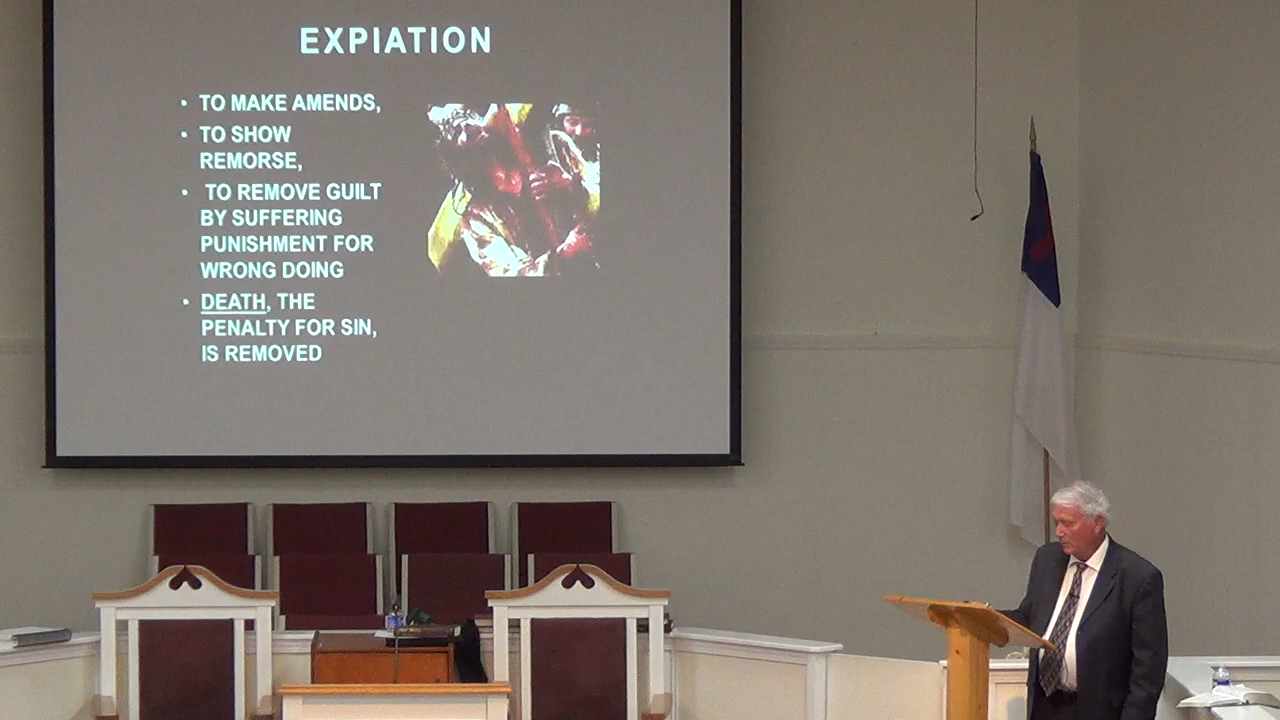 EXPIATION
• TO MAKE AMENDS,
• TO SHOW
REMORSE,
• TO REMOVE GUILT
BY SUFFERING
PUNISHMENT FOR
WRONG DOING
• DEATH, THE
PENALTY FOR SIN,
IS REMOVED